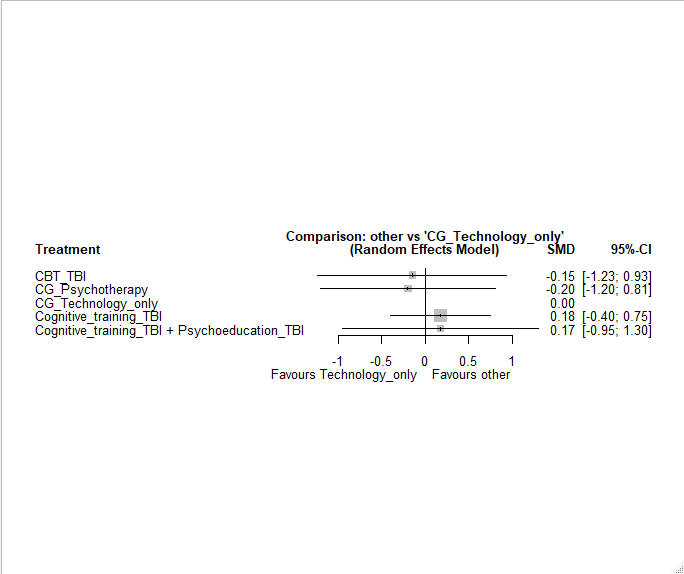 Comparison: other vs 'CG_Technology_only'
Treatment (Random Effects Model) SMD 95%-CI
CBT_TBI -0.15 [-1.23; 0.93]
CG_Psychotherapy -0.20 [-1.20; 0.81]
CG_Technology_only 0.00
Cognitive_training_TBI 0.18 [-0.40; 0.75]
Cognitive_training_TBI + Psychoeducation_TBI 0.17 [-0.95; 1.30]
-1 -0.5 0 0.5 1
Favours Technology_only Favours other